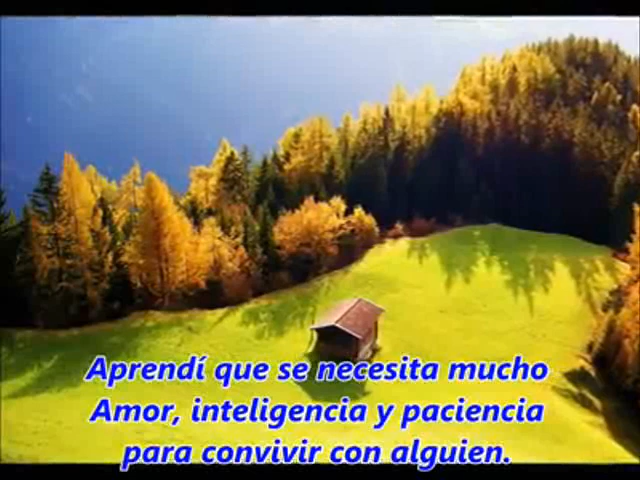 Aprendí que se necesita mucho
Amor, inteligencia y paciencia
para convivir con alguien.